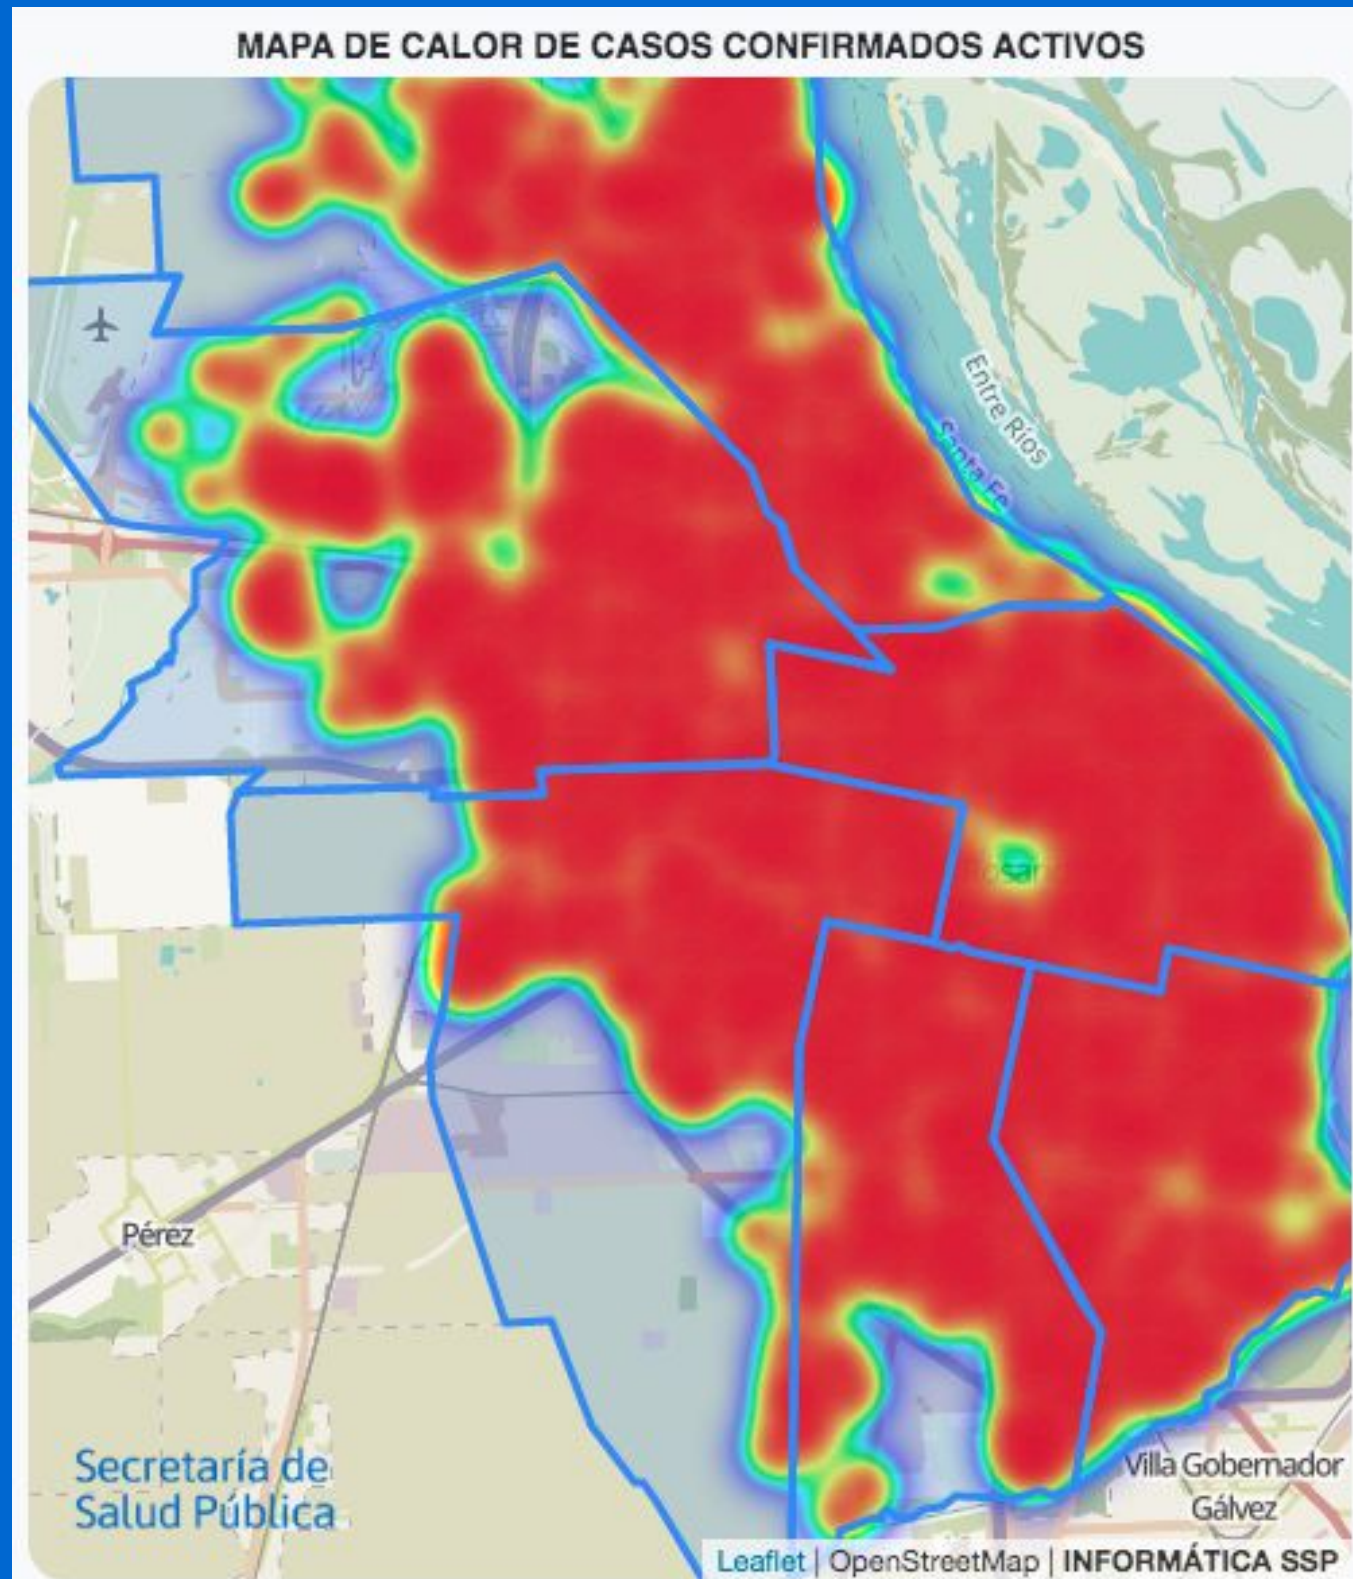 MAPA DE CALOR DE CASOS CONFIRMADOS ACTIVOS
Entre Ríos
Santa Fe
Pérez
Secretaría de
Salud Pública
Villa Gobernador
Gálvez
Leaflet | OpenStreetMap | INFORMÁTICA SSP